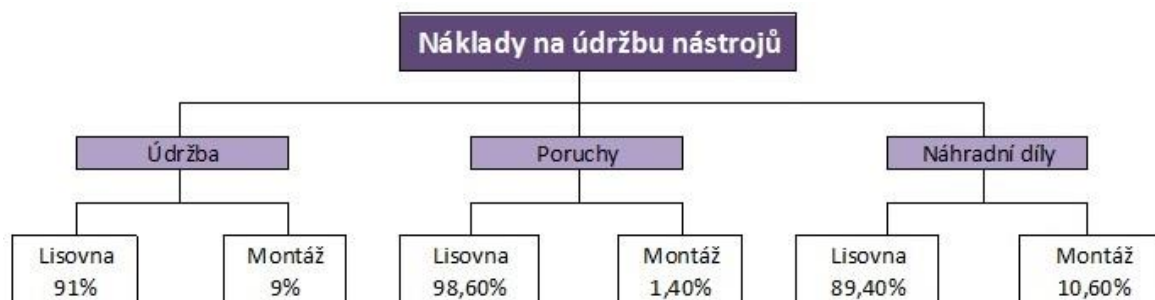 Náklady na údržbu nástrojů
Údržba
Poruchy
Náhradní díly
Lisovna
91%
Montáž
9%
Lisovna
98,60%
Montáž
1,40%
Lisovna
89,40%
Montáž
10,60%